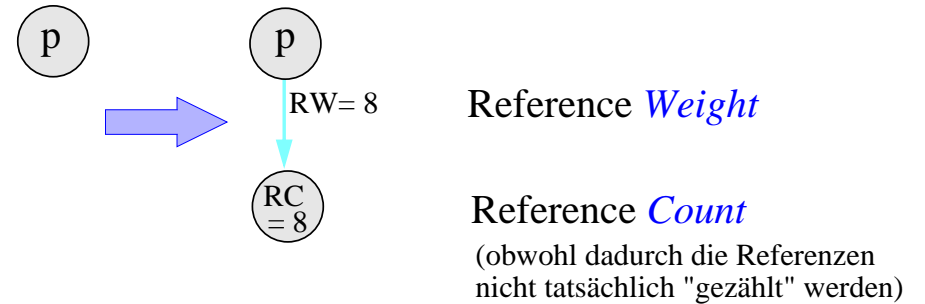 p
p
RW= 8
Reference Weight
RC
= 8
Reference Count
(obwohl dadurch die Referenzen
nicht tatsächlich "gezählt" werden)